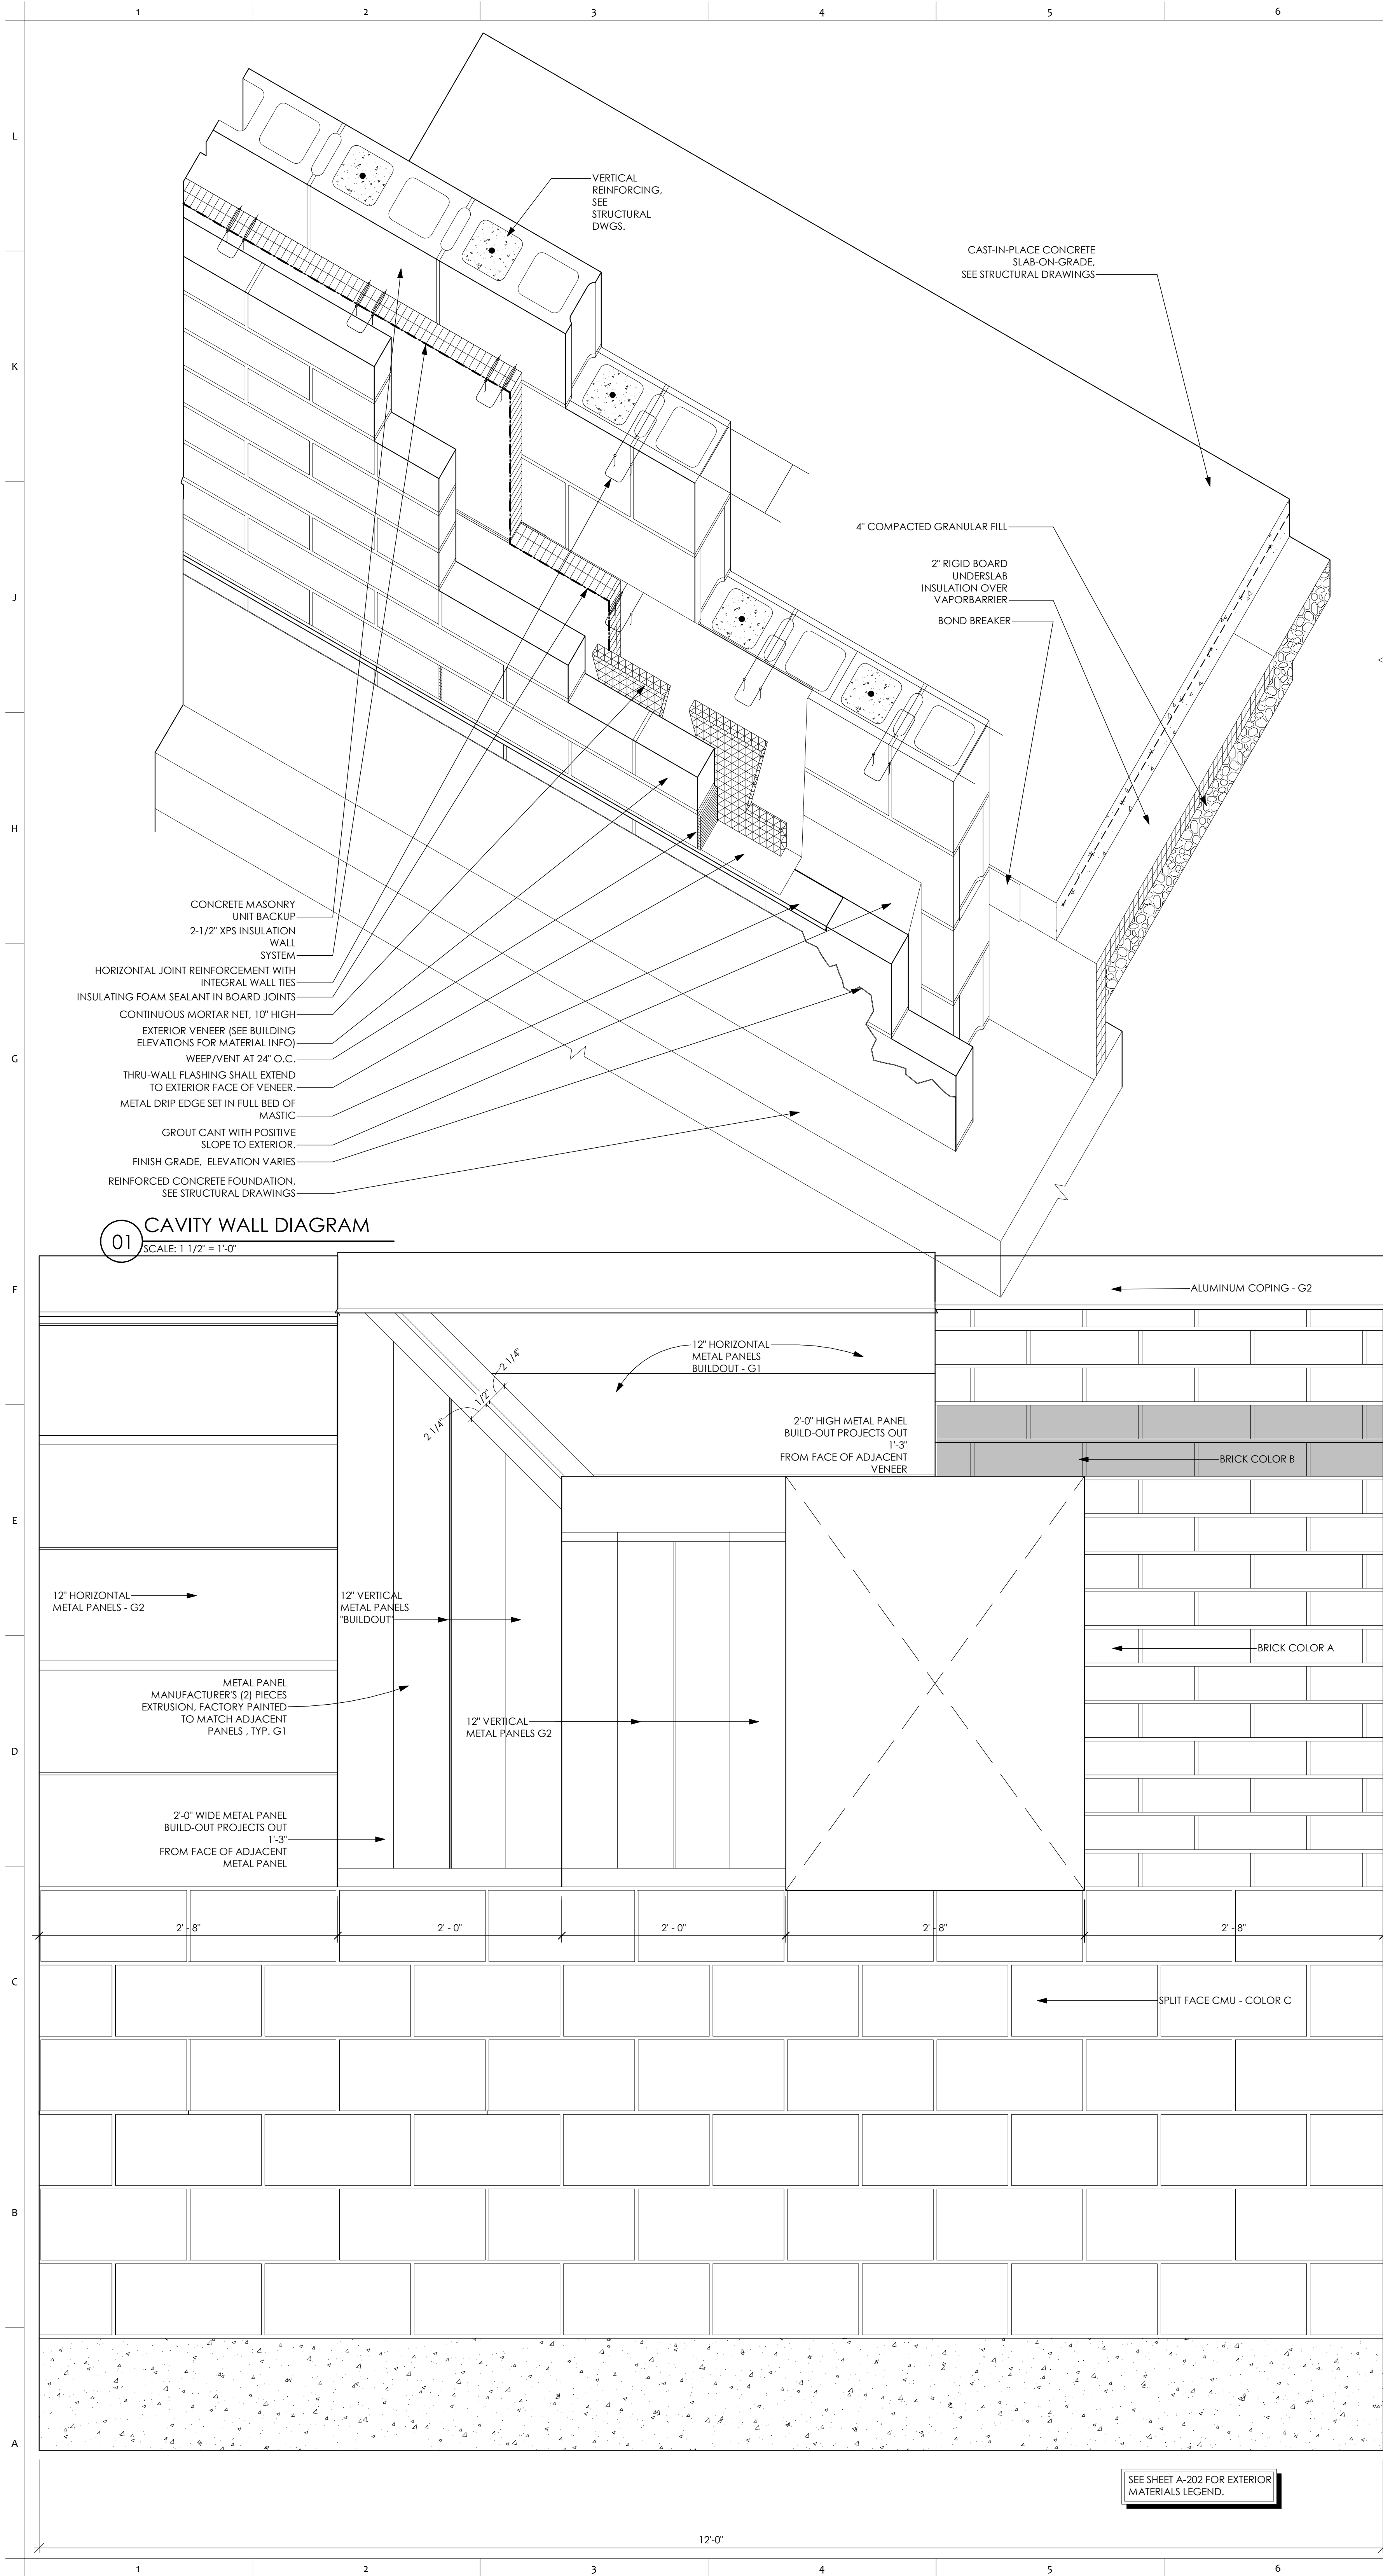 1 2 3 4 5 6
L
K
J
H
G
F
E
D
C
B
A
VERTICAL
REINFORCING,
SEE
STRUCTURAL
DWGS.
CAST-IN-PLACE CONCRETE
SLAB-ON-GRADE,
SEE STRUCTURAL DRAWINGS
4" COMPACTED GRANULAR FILL
2" RIGID BOARD
UNDERSLAB
INSULATION OVER
VAPORBARRIER
BOND BREAKER
CONCRETE MASONRY
UNIT BACKUP
2-1/2" XPS INSULATION
WALL
SYSTEM
HORIZONTAL JOINT REINFORCEMENT WITH
INTEGRAL WALL TIES
INSULATING FOAM SEALANT IN BOARD JOINTS
CONTINUOUS MORTAR NET, 10" HIGH
EXTERIOR VENEER (SEE BUILDING
ELEVATIONS FOR MATERIAL INFO)
WEEP/VENT AT 24" O.C.
THRU-WALL FLASHING SHALL EXTEND
TO EXTERIOR FACE OF VENEER.
METAL DRIP EDGE SET IN FULL BED OF
MASTIC
GROUT CANT WITH POSITIVE
SLOPE TO EXTERIOR.
FINISH GRADE, ELEVATION VARIES
REINFORCED CONCRETE FOUNDATION,
SEE STRUCTURAL DRAWINGS
01
CAVITY WALL DIAGRAM
SCALE: 1 1/2" = 1'-0"
ALUMINUM COPING - G2
12" HORIZONTAL
METAL PANELS
BUILDOUT - G1
2 1/4"
1/2"
2 1/4"
2'-0" HIGH METAL PANEL
BUILD-OUT PROJECTS OUT
1'-3"
FROM FACE OF ADJACENT
VENEER
BRICK COLOR B
12" HORIZONTAL
METAL PANELS - G2
12" VERTICAL
METAL PANELS
"BUILDOUT"
BRICK COLOR A
METAL PANEL
MANUFACTURER'S (2) PIECES
EXTRUSION, FACTORY PAINTED
TO MATCH ADJACENT
PANELS , TYP. G1
12" VERTICAL
METAL PANELS G2
2'-0" WIDE METAL PANEL
BUILD-OUT PROJECTS OUT
1'-3"
FROM FACE OF ADJACENT
METAL PANEL
2' - 8" 2' - 0" 2' - 0" 2' - 8" 2' - 8"
SPLIT FACE CMU - COLOR C
SEE SHEET A-202 FOR EXTERIOR
MATERIALS LEGEND.
12'-0"
1 2 3 4 5 6